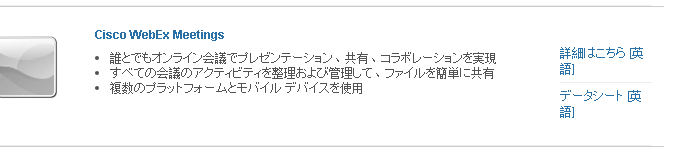 Cisco WebEx Meetings
• 誰とでもオンライン会議でプレゼンテーション、共有、コラボレーションを実現
• すべての会議のアクティビティを整理および管理して、ファイルを簡単に共有
• 複数のプラットフォームとモバイル デバイスを使用
詳細はこちら [英
語]
データシート [英
語]